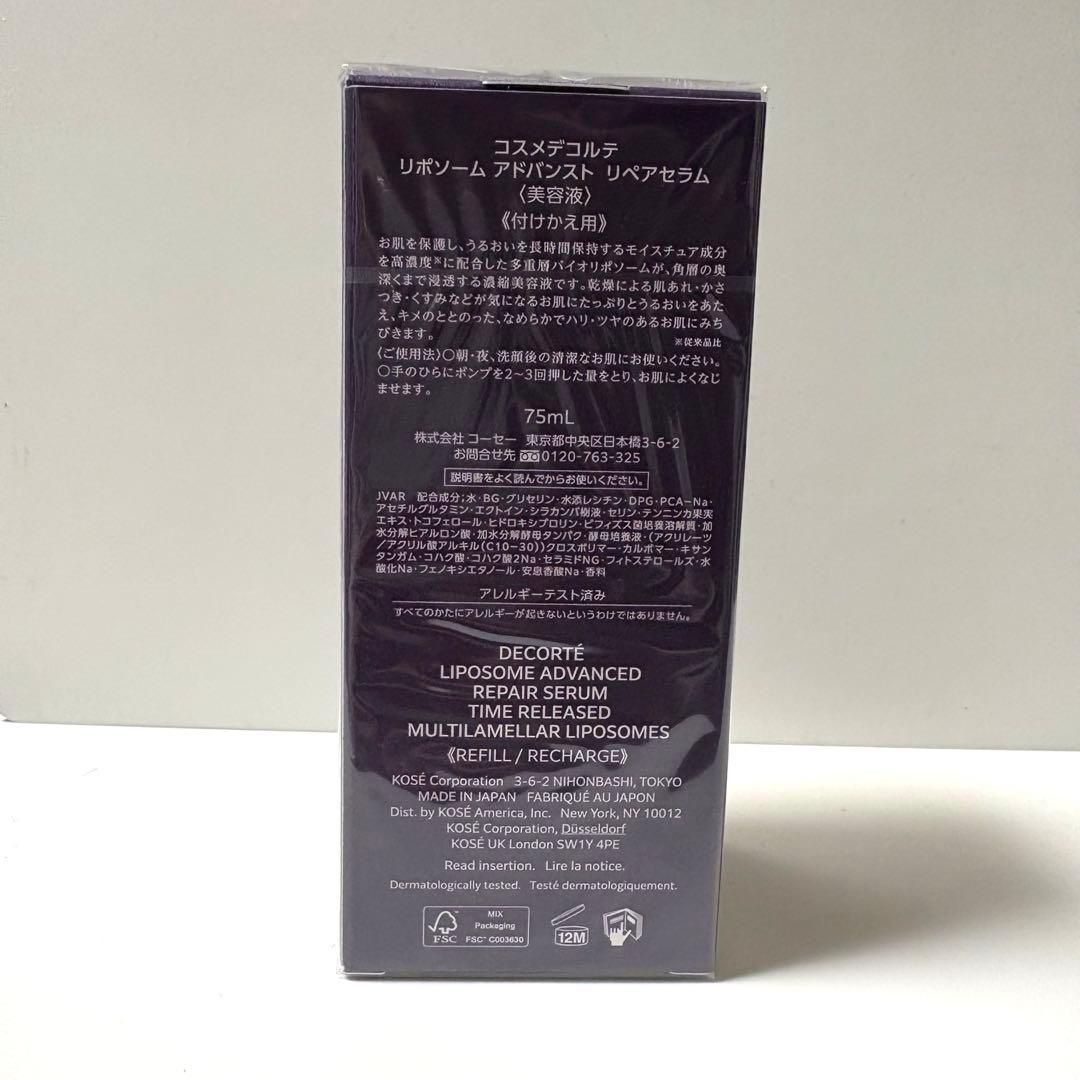 コスメデコルテ
リポソーム アドバンスト リペアセラム
〈美容液〉
《付けかえ用》
お肌を保護し、うるおいを長時間保持するモイスチュア成分
を高濃度※に配合した多重層バイオリポソームが、角層の奥
深くまで浸透する濃縮美容液です。乾燥による肌あれ・かさ
つき・くすみなどが気になるお肌にたっぷりとうるおいをあた
え、キメのととのった、なめらかでハリ・ツヤのあるお肌にみち
びきます。
※従来品比
〈ご使用法〉○朝・夜、洗顔後の清潔なお肌にお使いください。
○手のひらにポンプを2〜3回押した量をとり、お肌によくなじ
ませます。
75mL
株式会社 コーセー 東京都中央区日本橋3-6-2
お問合せ先 0120-763-325
説明書をよく読んでからお使いください。
JVAR 配合成分;水・BG・グリセリン・水添レシチン・DPG・PCA-Na・
アセチルグルタミン・エクトイン・シラカンバ樹液・セリン・テンニンカ果実
エキス・トコフェロール・ヒドロキシプロリン・ビフィズス菌培養溶解質・加
水分解ヒアルロン酸・加水分解酵母タンパク・酵母培養液・(アクリレーツ
/アクリル酸アルキル(C10-30))クロスポリマー・カルボマー・キサン
タンガム・コハク酸・コハク酸2Na・セラミドNG・フィトステロールズ・水
酸化Na・フェノキシエタノール・安息香酸Na・香料
アレルギーテスト済み
すべてのかたにアレルギーが起きないというわけではありません。
DECORTÉ
LIPOSOME ADVANCED
REPAIR SERUM
TIME RELEASED
MULTILAMELLAR LIPOSOMES
《REFILL / RECHARGE》
KOSÉ Corporation 3-6-2 NIHONBASHI, TOKYO
MADE IN JAPAN FABRIQUÉ AU JAPON
Dist. by KOSÉ America, Inc. New York, NY 10012
KOSÉ Corporation, Düsseldorf
KOSÉ UK London SW1Y 4PE
Read insertion. Lire la notice.
Dermatologically tested. Testé dermatologiquement.
FSC
MIX
Packaging
FSC™ C003630
12M